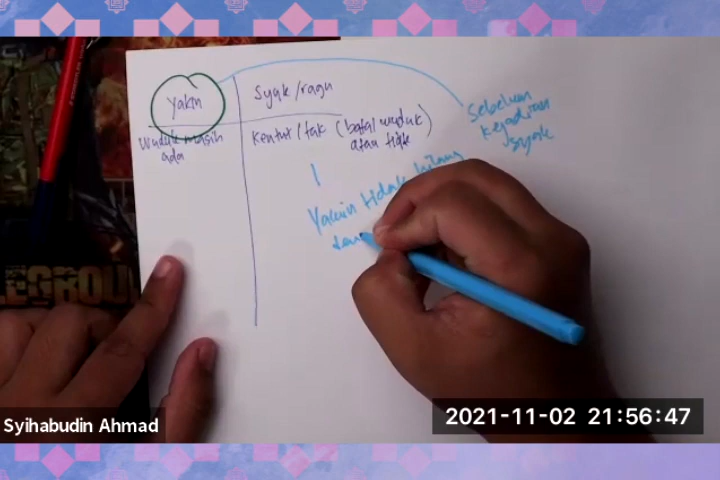 Yakin
Syak/ragu
Wuduk masih
ada
Kentut/tak (batal wuduk
atau tidak
Sebelum
Kejadian
syak
Yakin tidak hilang
EGROU
Syihabudin Ahmad
2021-11-02 21:56:47